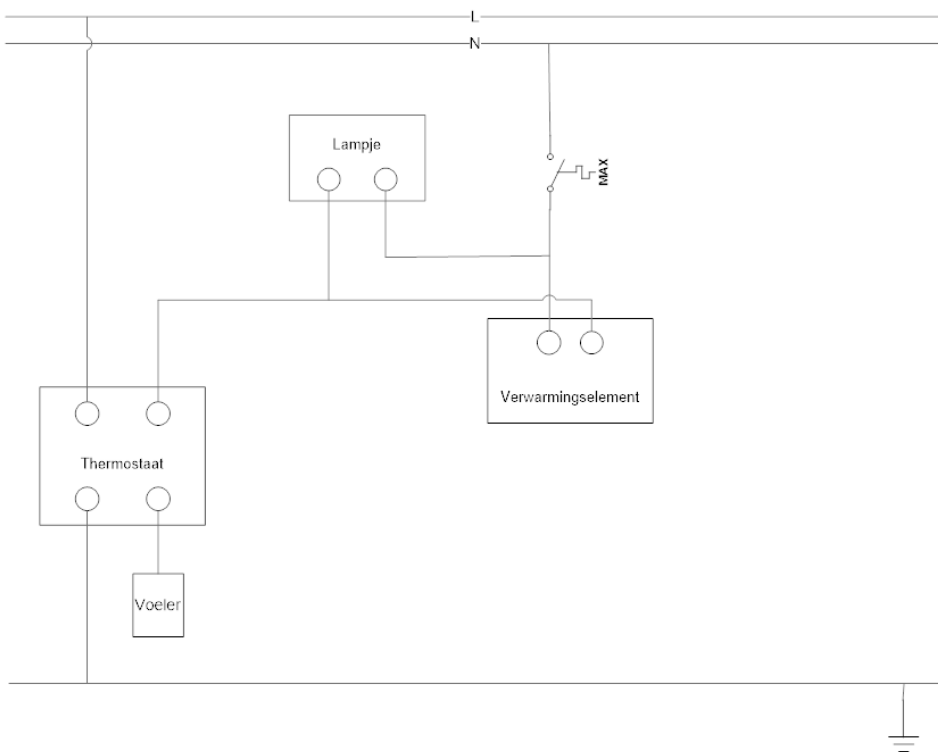 L
N
Lampje
MAX
Verwarmingselement
Thermostaat
Voeler